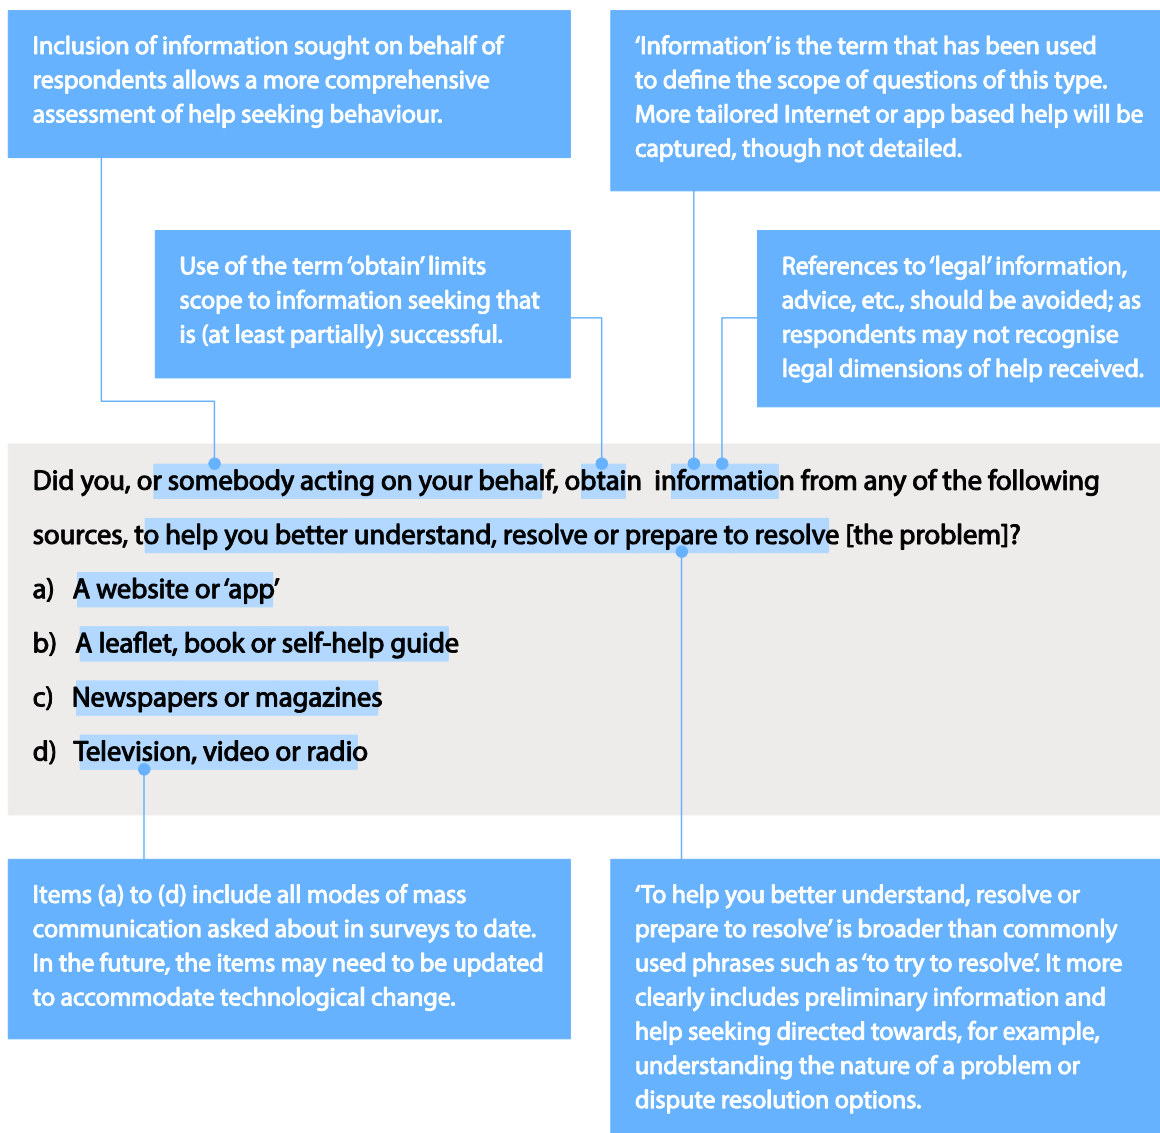 Inclusion of information sought on behalf of
respondents allows a more comprehensive
assessment of help seeking behaviour.
‘Information’ is the term that has been used
to define the scope of questions of this type.
More tailored Internet or app based help will be
captured, though not detailed.
Use of the term ‘obtain’ limits
scope to information seeking that
is (at least partially) successful.
References to ‘legal’ information,
advice, etc., should be avoided; as
respondents may not recognise
legal dimensions of help received.
Did you, or somebody acting on your behalf, obtain information from any of the following
sources, to help you better understand, resolve or prepare to resolve [the problem]?
a) A website or ‘app’
b) A leaflet, book or self-help guide
c) Newspapers or magazines
d) Television, video or radio
Items (a) to (d) include all modes of mass
communication asked about in surveys to date.
In the future, the items may need to be updated
to accommodate technological change.
‘To help you better understand, resolve or
prepare to resolve’ is broader than commonly
used phrases such as ‘to try to resolve’. It more
clearly includes preliminary information and
help seeking directed towards, for example,
understanding the nature of a problem or
dispute resolution options.